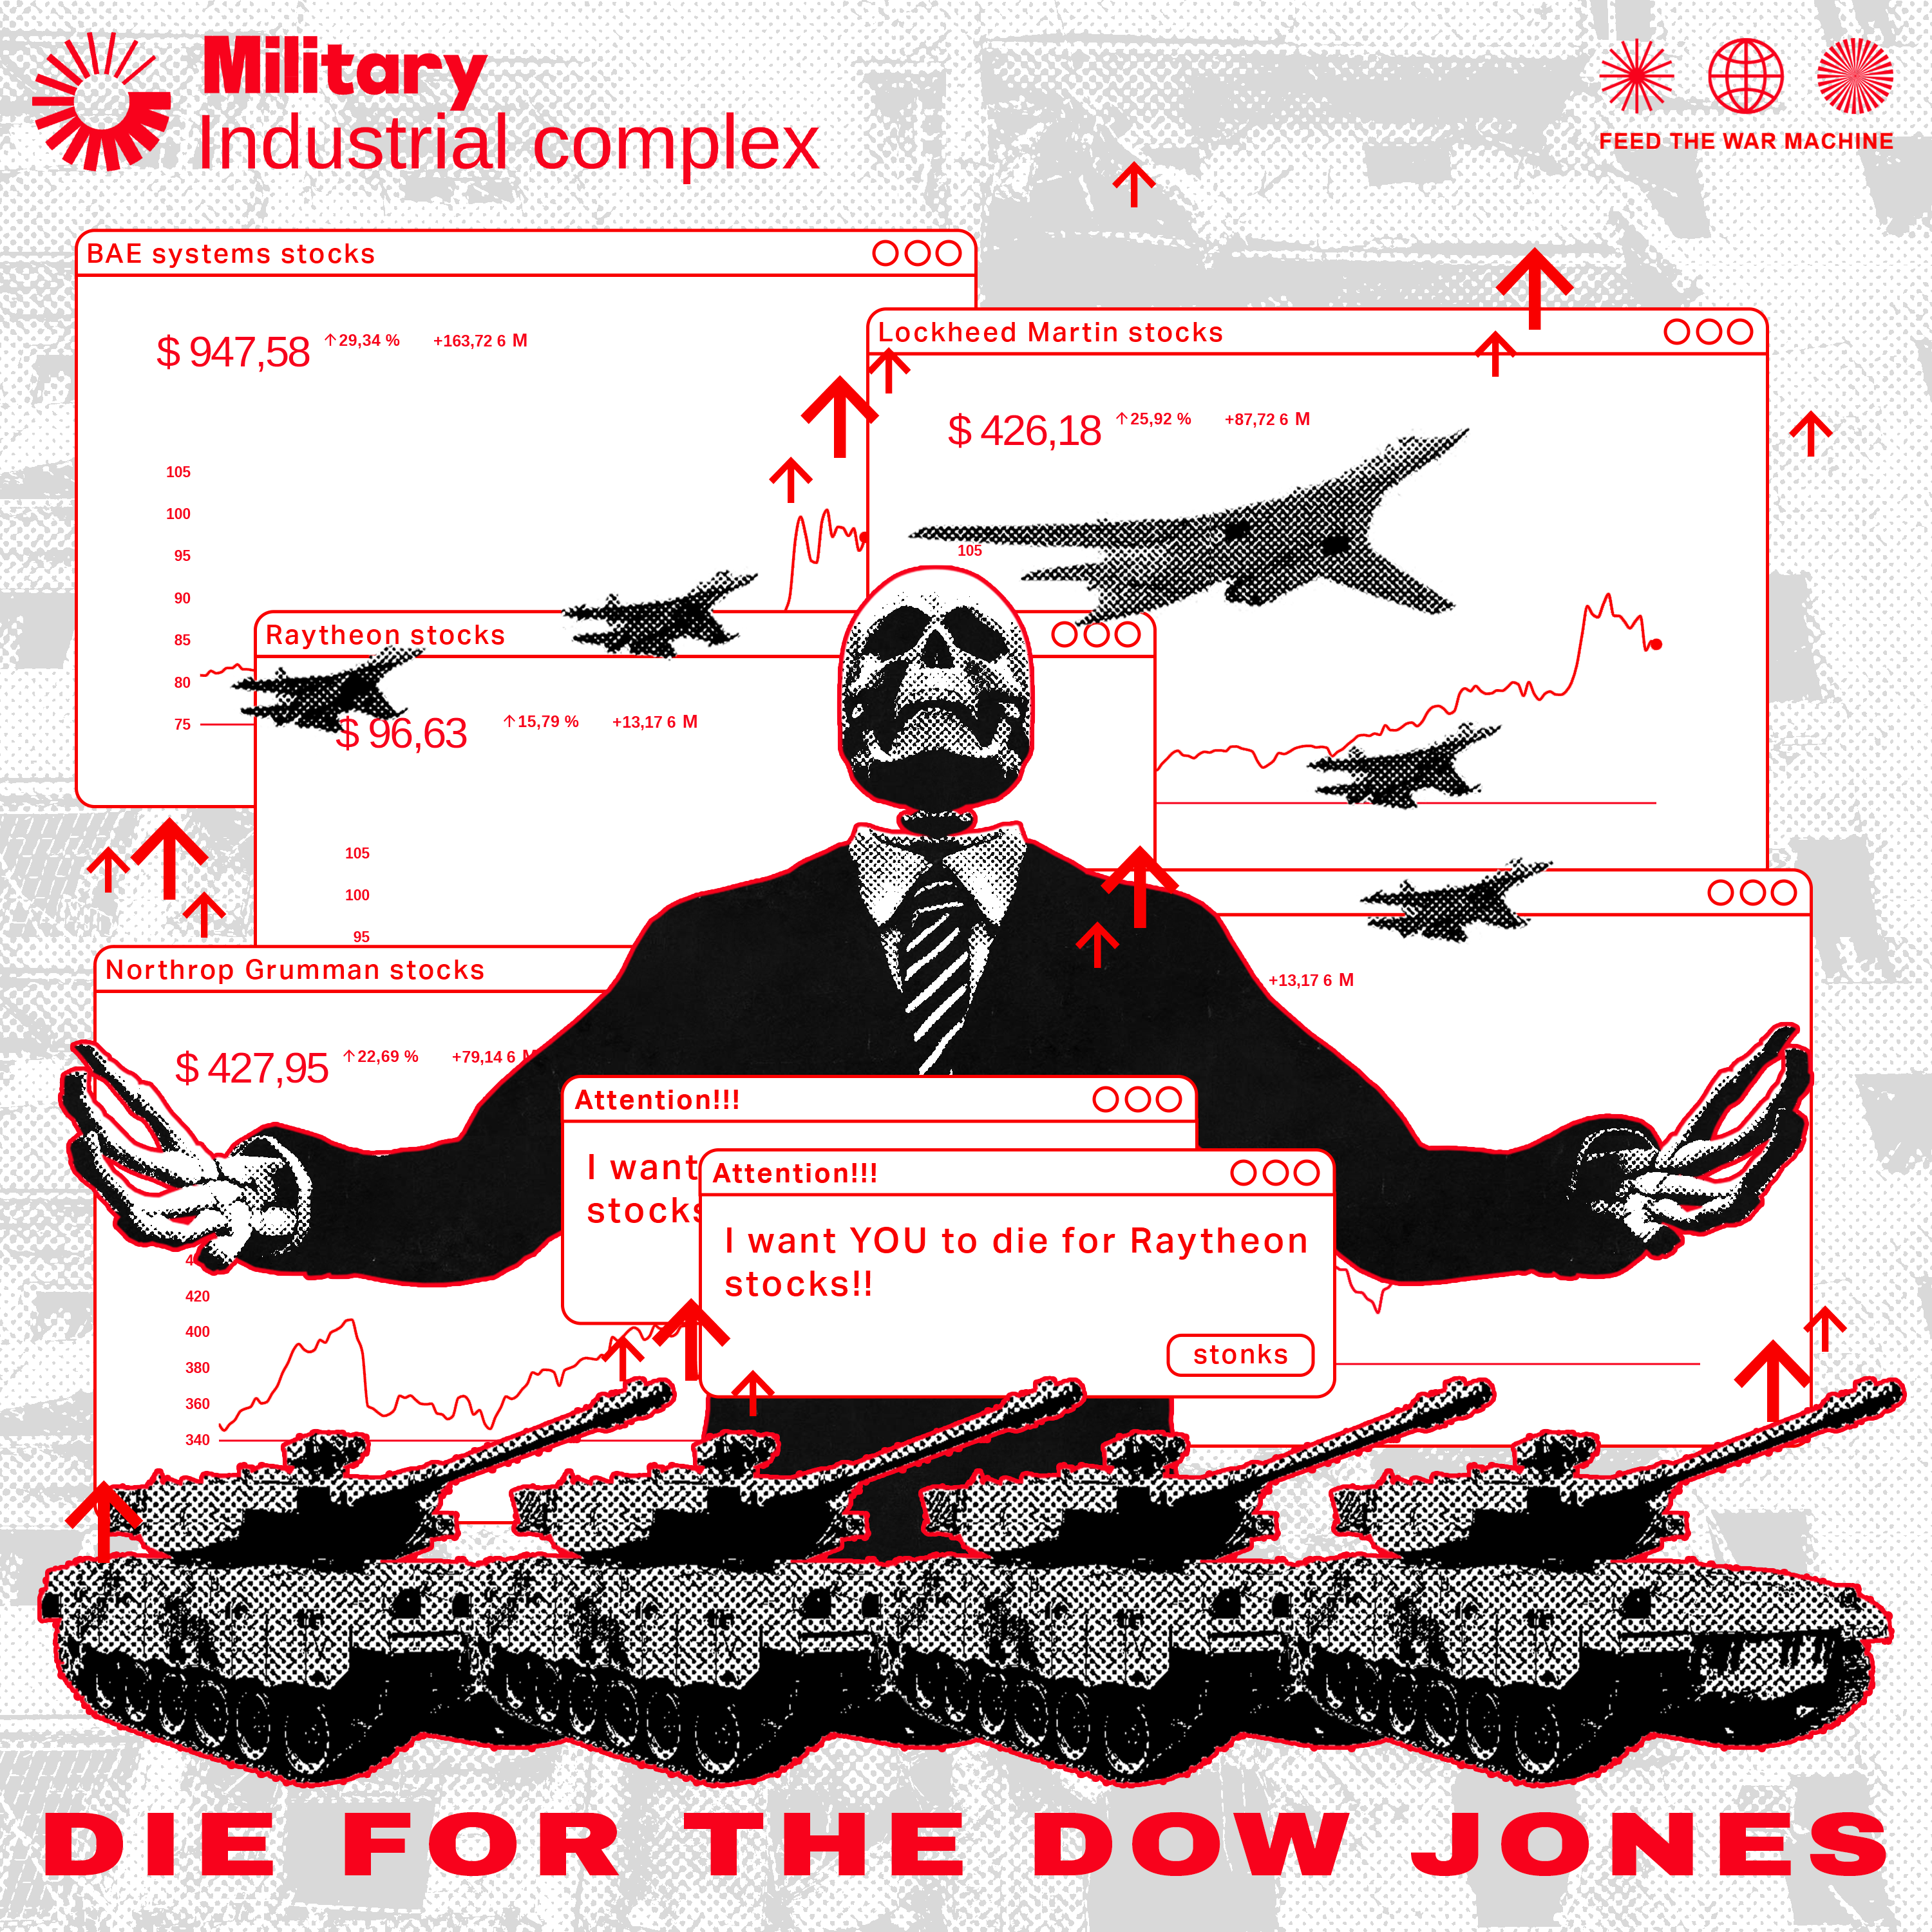 Military
Industrial complex
FEED THE WAR MACHINE
BAE systems stocks
$ 947,58 ↑29,34 % +163,72 6 M
105
100
95
90
85
80
75
Lockheed Martin stocks
$ 426,18 ↑25,92 % +87,72 6 M
105
Raytheon stocks
$ 96,63 ↑15,79 % +13,17 6 M
105
100
95
+13,17 6 M
Northrop Grumman stocks
$ 427,95 ↑22,69 % +79,14 6 M
420
400
380
360
340
Attention!!!
I want
stocks
Attention!!!
I want YOU to die for Raytheon
stocks!!
stonks
DIE FOR THE DOW JONES